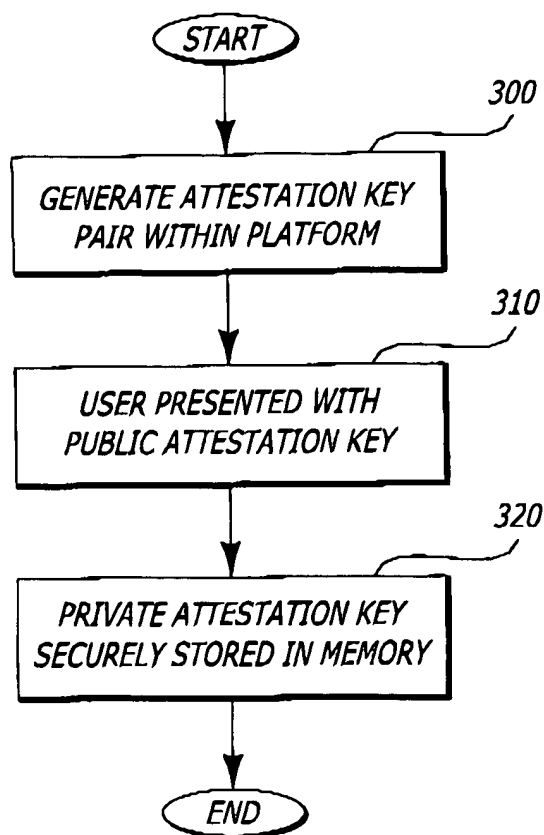 START
300
GENERATE ATTESTATION KEY
PAIR WITHIN PLATFORM
310
USER PRESENTED WITH
PUBLIC ATTESTATION KEY
320
PRIVATE ATTESTATION KEY
SECURELY STORED IN MEMORY
END